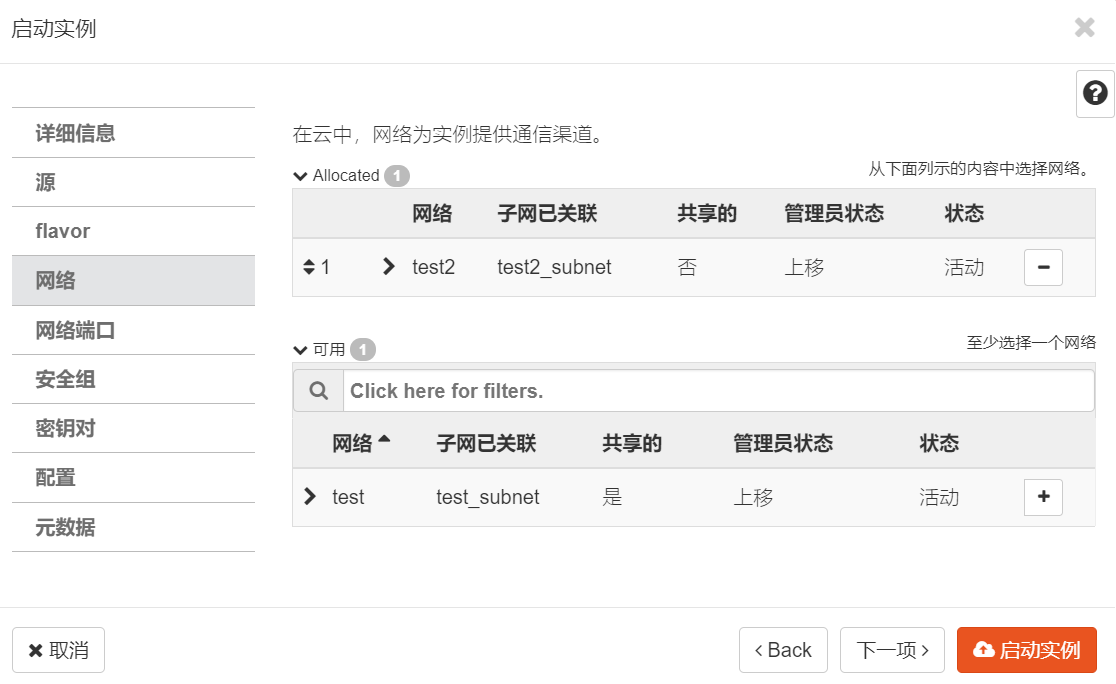 启动实例
详细信息
源
flavor
网络
网络端口
安全组
密钥对
配置
元数据
在云中，网络为实例提供通信渠道。
从下面列示的内容中选择网络。
Allocated 1
网络 子网已关联 共享的 管理员状态 状态
1 test2 test2_subnet 否 上移 活动
至少选择一个网络
可用 1
Click here for filters.
网络 子网已关联 共享的 管理员状态 状态
test test_subnet 是 上移 活动
取消 Back 下一项 启动实例